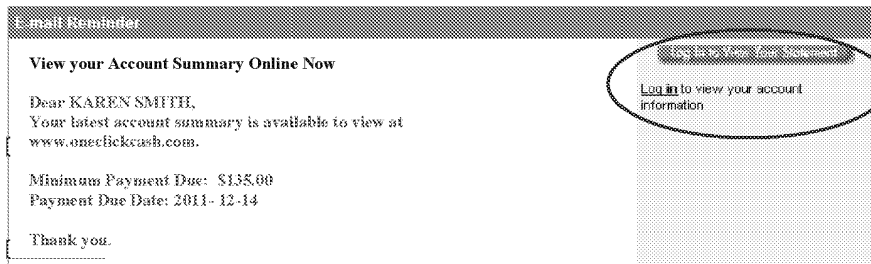 E-mail Reminder
View your Account Summary Online Now
Dear KAREN SMITH,
Your latest account summary is available to view at
www.oneclickcash.com.
Minimum Payment Due: $135.00
Payment Due Date: 2011- 12-14
Thank you.
Log In to View Your Statement
Log in to view your account
information